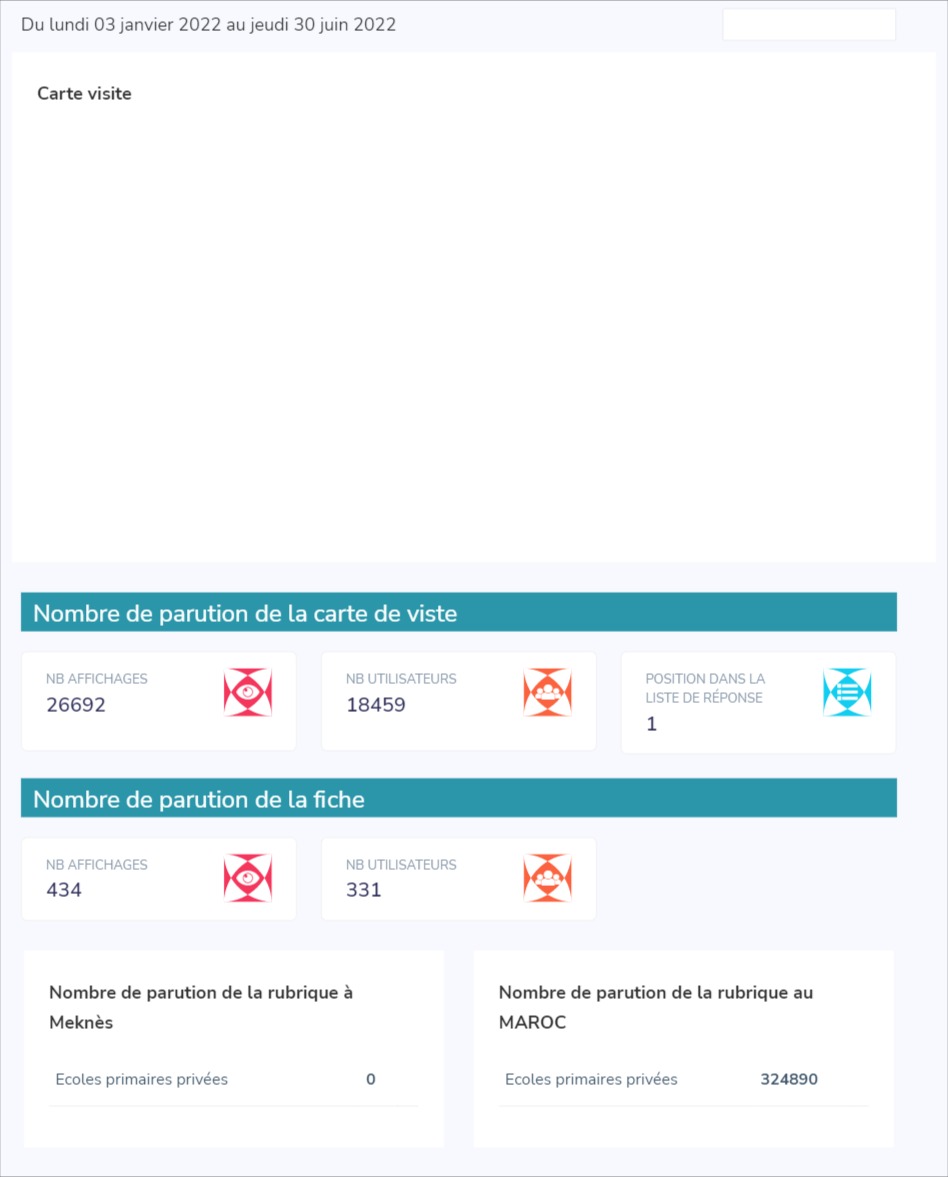 Du lundi 03 janvier 2022 au jeudi 30 juin 2022
Carte visite
Nombre de parution de la carte de viste
NB AFFICHAGES
26692
NB UTILISATEURS
18459
POSITION DANS LA
LISTE DE RÉPONSE
1
Nombre de parution de la fiche
NB AFFICHAGES
434
NB UTILISATEURS
331
Nombre de parution de la rubrique à
Meknès
Ecoles primaires privées 0
Nombre de parution de la rubrique au
MAROC
Ecoles primaires privées 324890